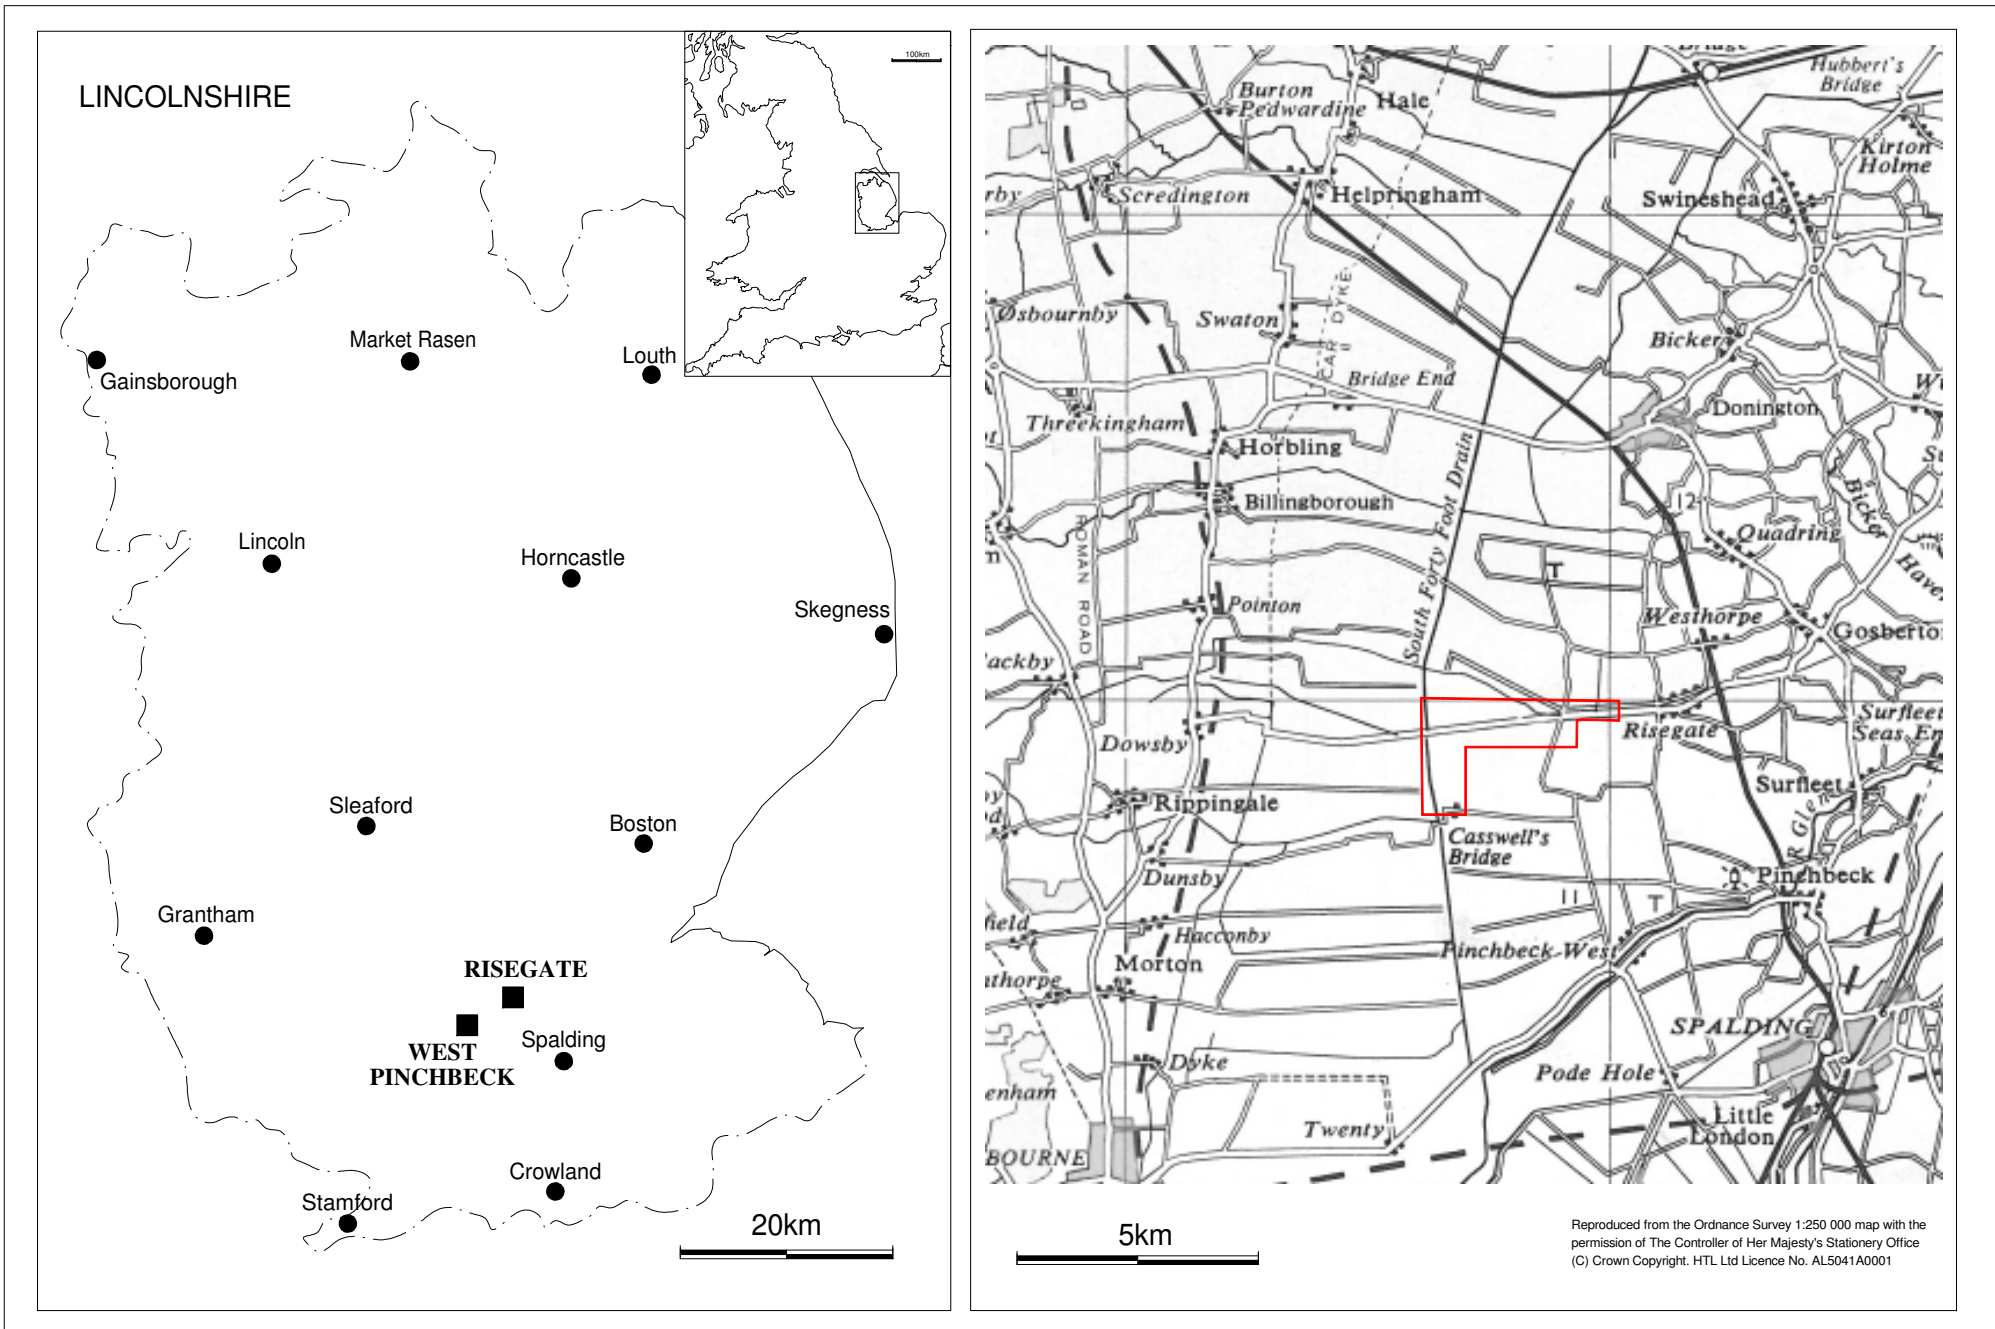 LINCOLNSHIRE
100km
Market Rasen
Louth
Gainsborough
Lincoln
Horncastle
Skegness
Sleaford
Boston
Grantham
RISEGATE
WEST
PINCHBECK
Spalding
Crowland
Stamford
20km
Hubbert's
Bridge
Burton
Pedwardine
Hale
Kirton
Holme
Scredington
Helpringham
Swineshead
Osbournby
Swaton
CAR DYKE
Bicker
Bridge End
Threekingham
Donington
Horbling
Billingborough
South Forty Foot Drain
12
Bicker
Quadring
ROMAN ROAD
T
Pointon
Westhorpe
Gosberto
Dowsby
Risegate
Surfleet
Seas En
Surfleet
Rippingale
R Glen
Casswell's
Bridge
Dunsby
Pinchbeck
11
T
Hacconby
Pinchbeck West
Morton
SPALDING
Dyke
Pode Hole
Little
London
Twenty
BOURNE
5km
Reproduced from the Ordnance Survey 1:250 000 map with the
permission of The Controller of Her Majesty's Stationery Office
(C) Crown Copyright. HTL Ltd Licence No. AL5041A0001